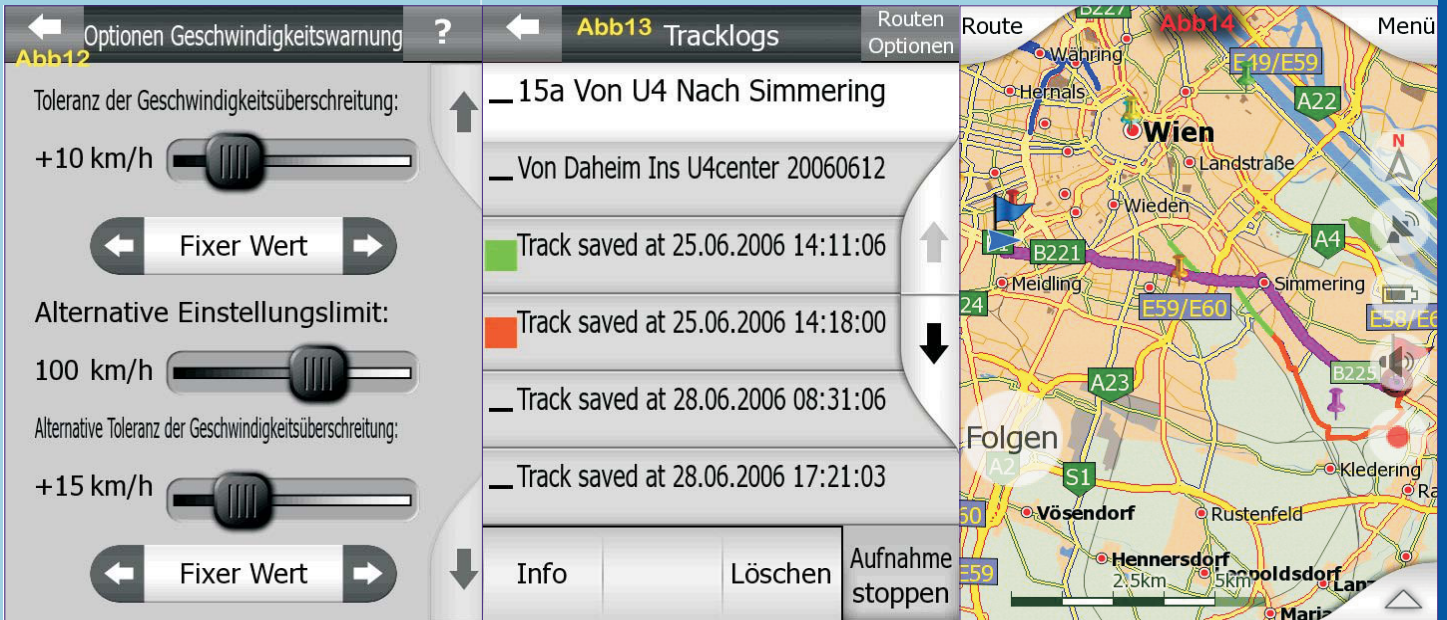 Optionen Geschwindigkeitswarnung
?
Abb12
Toleranz der Geschwindigkeitsüberschreitung:
+10 km/h
Fixer Wert
Alternative Einstellungslimit:
100 km/h
Alternative Toleranz der Geschwindigkeitsüberschreitung:
+15 km/h
Fixer Wert
Abb13
Tracklogs
Routen
Optionen
15a Von U4 Nach Simmering
Von Daheim Ins U4center 20060612
Track saved at 25.06.2006 14:11:06
Track saved at 25.06.2006 14:18:00
Track saved at 28.06.2006 08:31:06
Track saved at 28.06.2006 17:21:03
Info
Löschen
Aufnahme
stoppen
Route
B227
Abb14
Menü
Währing
E49/E59
Hernals
A22
Wien
N
Landstraße
Wieden
A4
B221
Meidling
Simmering
24
E59/E60
E58/E6
B225
A23
Folgen
A2
S1
Kledering
Ra
60
Vösendorf
Rustenfeld
Hennersdorf
E59
2.5km
5km
Leopoldsdorf
Lan
Maria